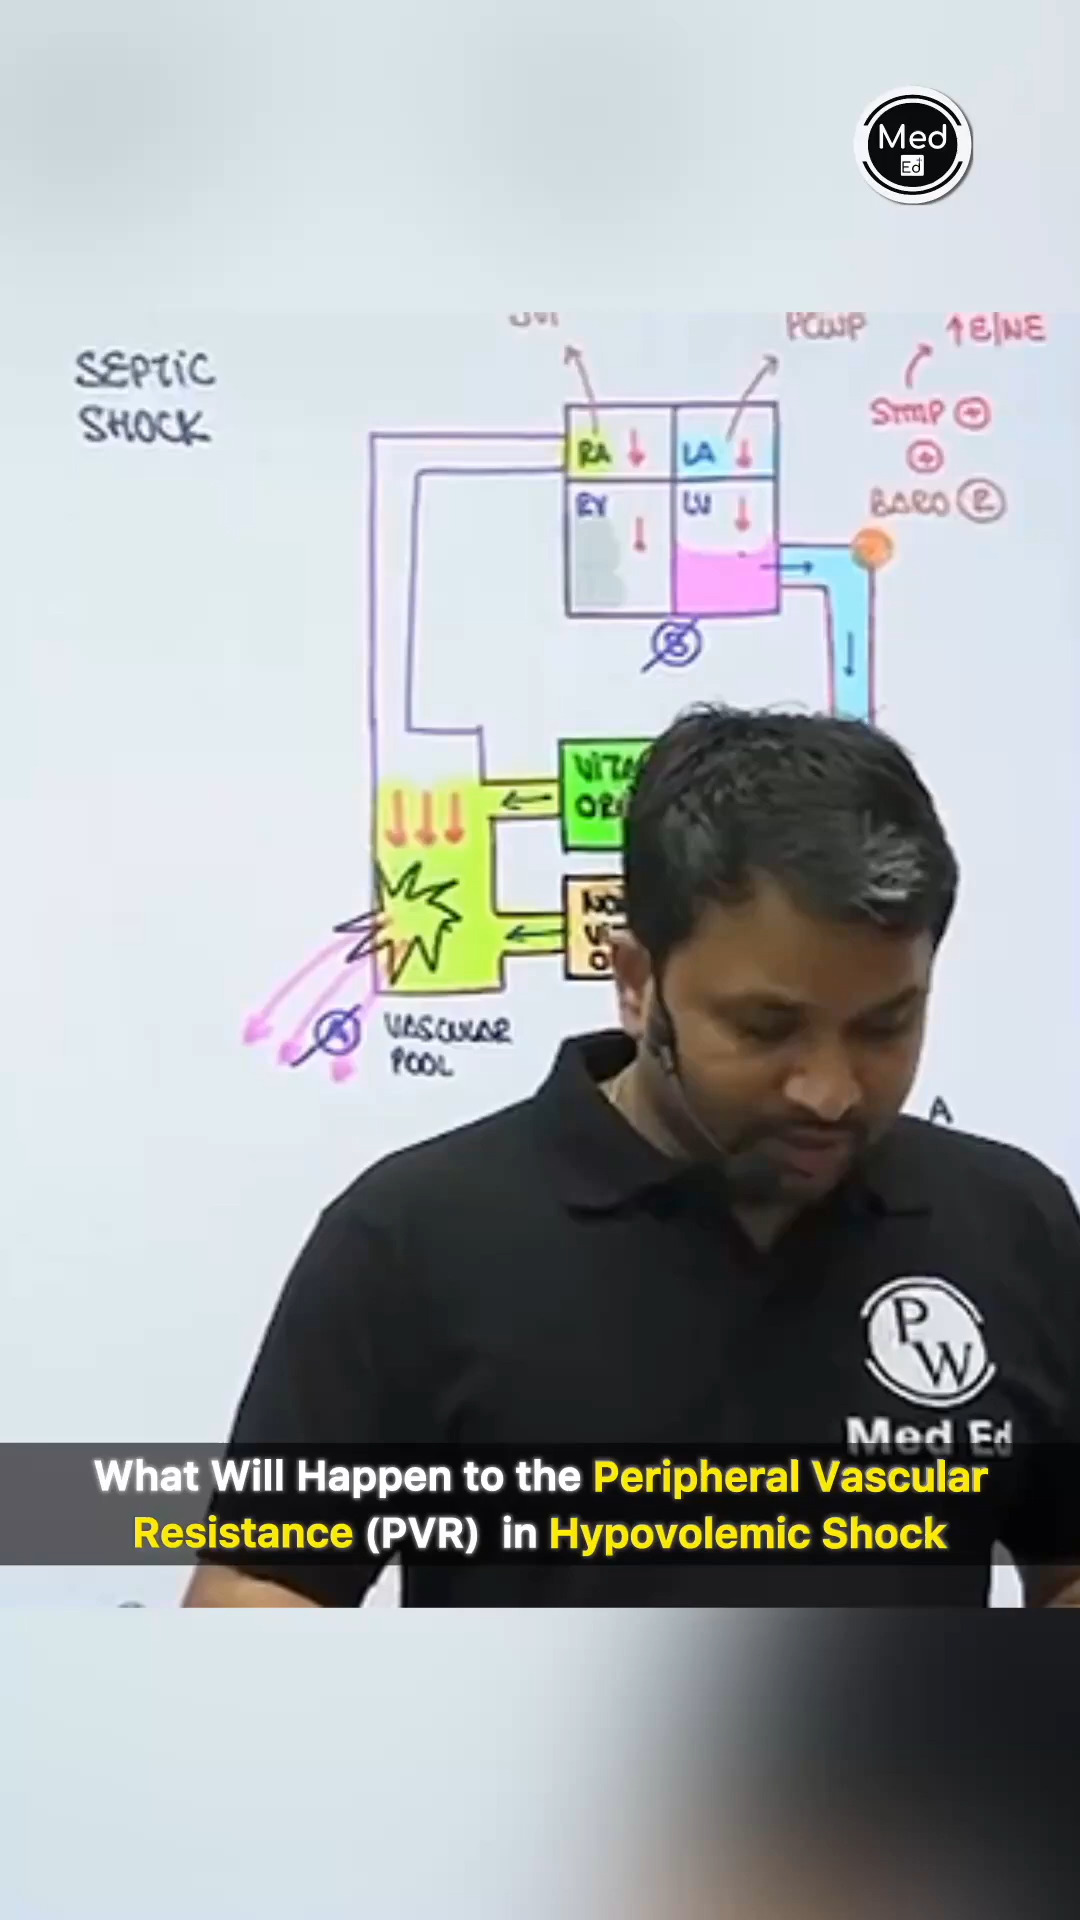 Med
Ed
PCWP
↑E/NE
SEPTIC
SHOCK
SYMP +
+
BARO R
RA ↓
LA ↓
RV ↓
LV ↓
B
VASCULAR
POOL
A
A
P
W
Med Ed
What Will Happen to the Peripheral Vascular
Resistance (PVR) in Hypovolemic Shock